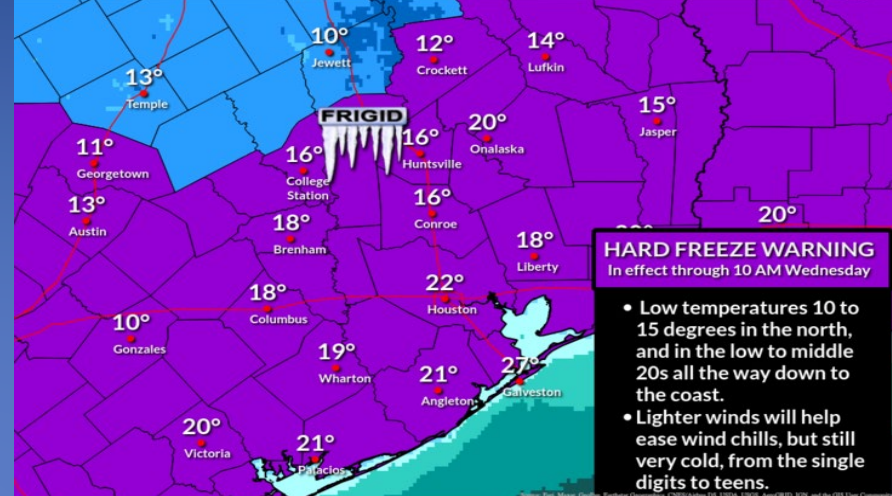 10°
Jewett
12°
Crockett
14°
Lufkin
13°
Temple
15°
Jasper
FRIGID
11°
Georgetown
16°
College
Station
16°
Huntsville
20°
Onalaska
13°
Austin
18°
Brenham
16°
Conroe
20°
18°
Liberty
22°
Houston
18°
Columbus
10°
Gonzales
19°
Wharton
21°
Angleton
27°
Galveston
20°
Victoria
21°
Palacios
HARD FREEZE WARNING
In effect through 10 AM Wednesday
• Low temperatures 10 to
15 degrees in the north,
and in the low to middle
20s all the way down to
the coast.
• Lighter winds will help
ease wind chills, but still
very cold, from the single
digits to teens.